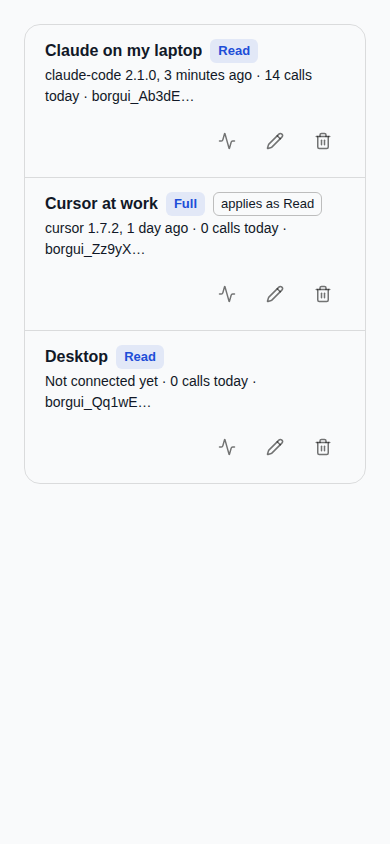 Claude on my laptop Read
claude-code 2.1.0, 3 minutes ago · 14 calls
today · borgui_Ab3dE…
Cursor at work Full applies as Read
cursor 1.7.2, 1 day ago · 0 calls today ·
borgui_Zz9yX…
Desktop Read
Not connected yet · 0 calls today ·
borgui_Qq1wE…